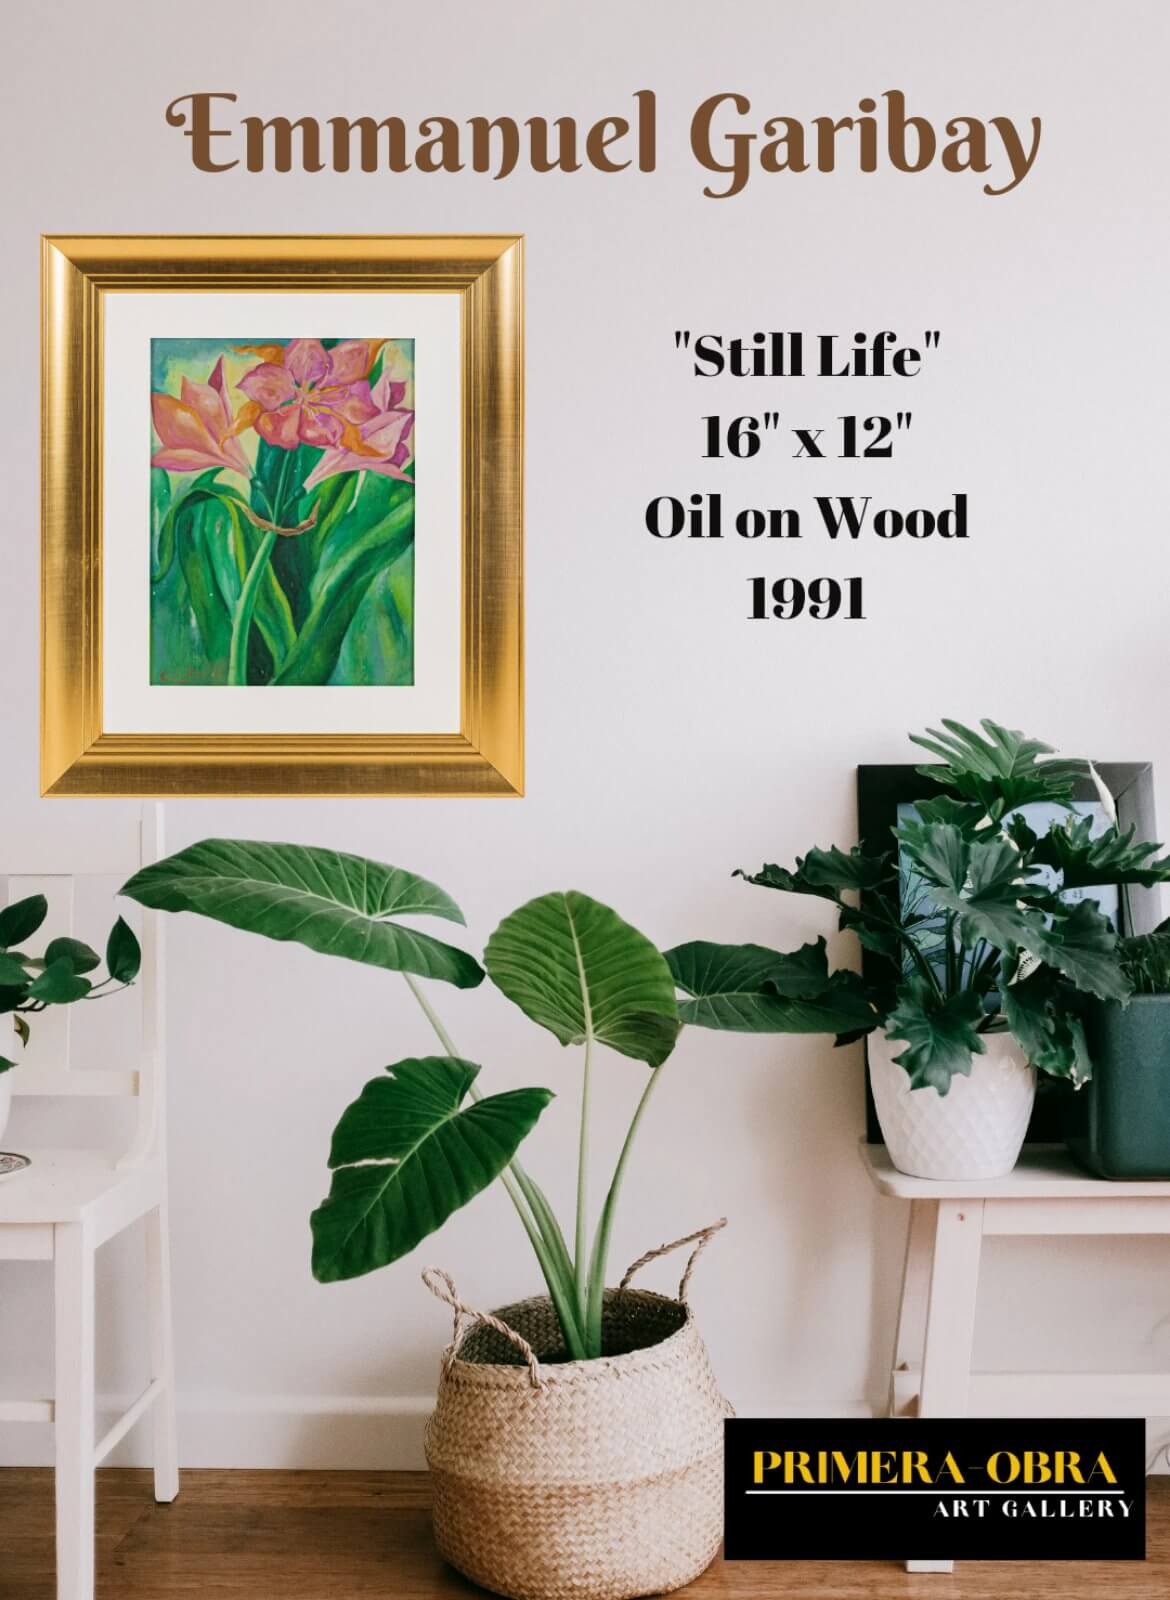 Emmanuel Garibay
"Still Life"
16" x 12"
Oil on Wood
1991
PRIMERA-OBRA
ART GALLERY